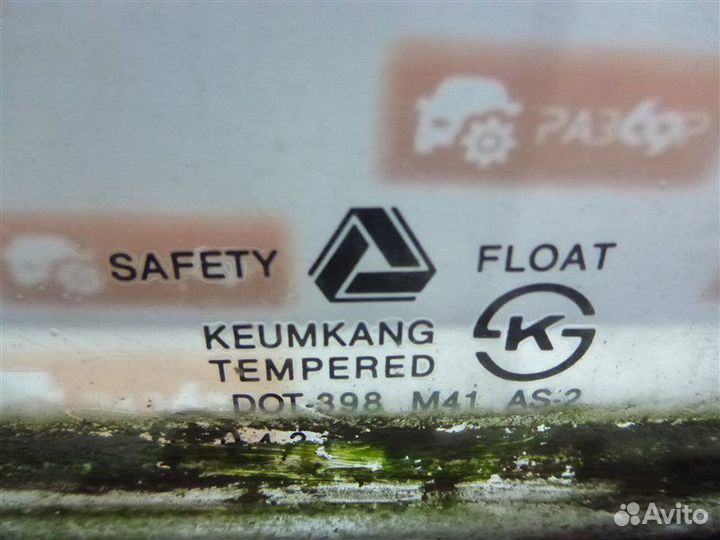 РАЗБОР
SAFETY FLOAT
KEUMKANG
TEMPERED
K
DOT-398 M41 AS-2
Avito